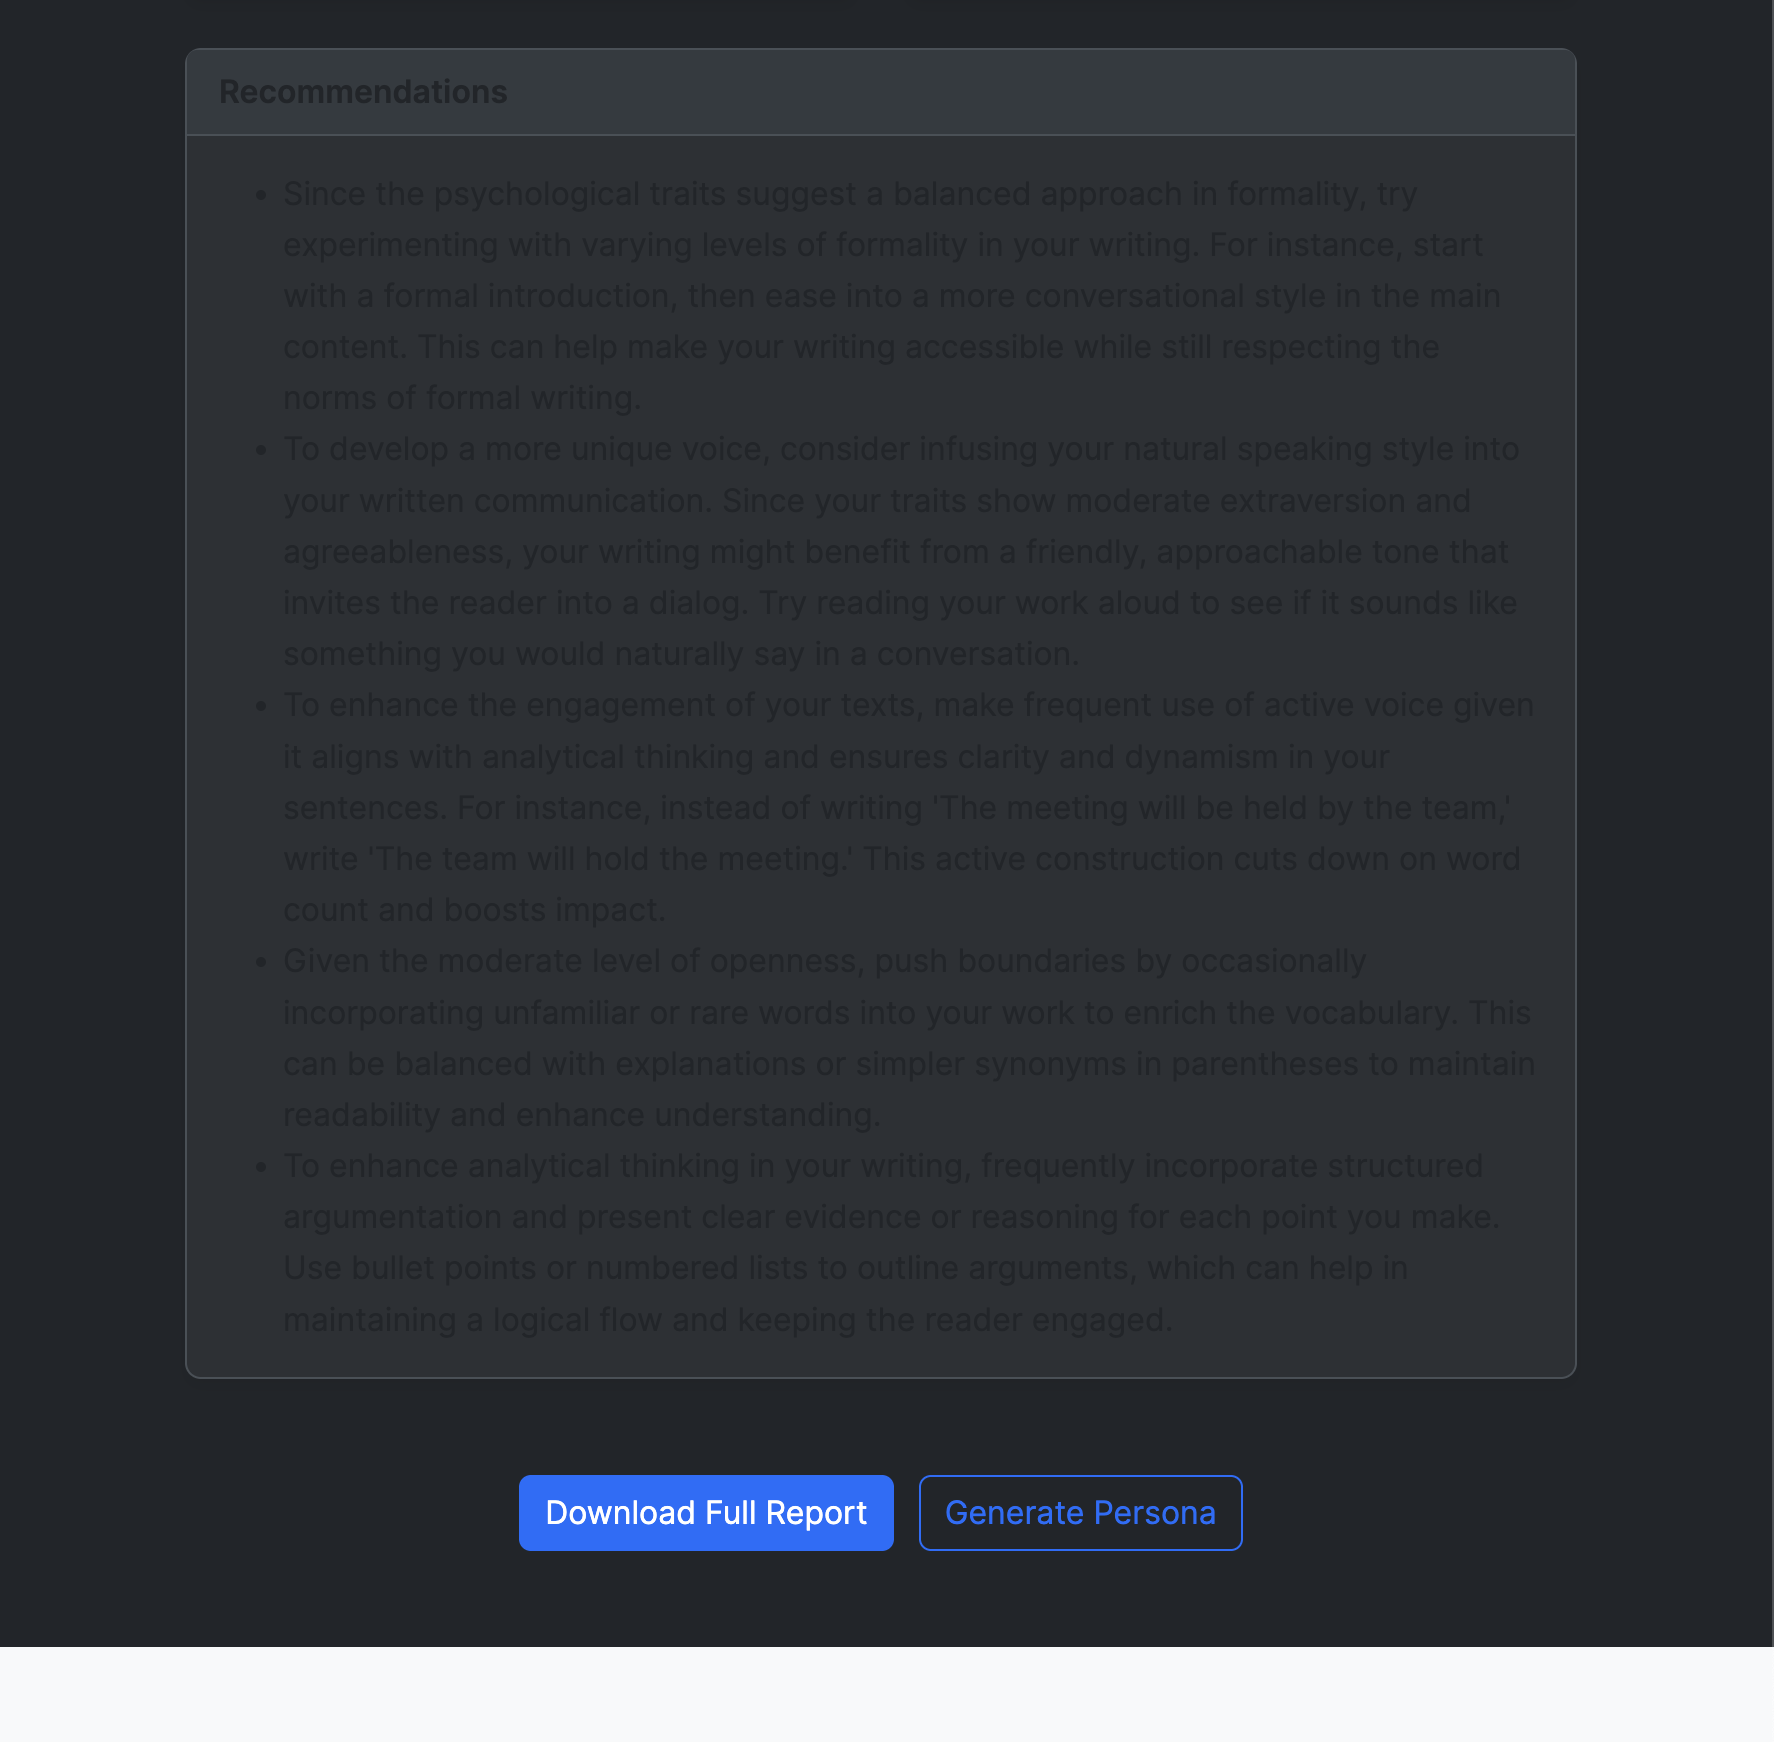 Recommendations
• Since the psychological traits suggest a balanced approach in formality, try
experimenting with varying levels of formality in your writing. For instance, start
with a formal introduction, then ease into a more conversational style in the main
content. This can help make your writing accessible while still respecting the
norms of formal writing.
• To develop a more unique voice, consider infusing your natural speaking style into
your written communication. Since your traits show moderate extraversion and
agreeableness, your writing might benefit from a friendly, approachable tone that
invites the reader into a dialog. Try reading your work aloud to see if it sounds like
something you would naturally say in a conversation.
• To enhance the engagement of your texts, make frequent use of active voice given
it aligns with analytical thinking and ensures clarity and dynamism in your
sentences. For instance, instead of writing 'The meeting will be held by the team,'
write 'The team will hold the meeting.' This active construction cuts down on word
count and boosts impact.
• Given the moderate level of openness, push boundaries by occasionally
incorporating unfamiliar or rare words into your work to enrich the vocabulary. This
can be balanced with explanations or simpler synonyms in parentheses to maintain
readability and enhance understanding.
• To enhance analytical thinking in your writing, frequently incorporate structured
argumentation and present clear evidence or reasoning for each point you make.
Use bullet points or numbered lists to outline arguments, which can help in
maintaining a logical flow and keeping the reader engaged.
Download Full Report
Generate Persona